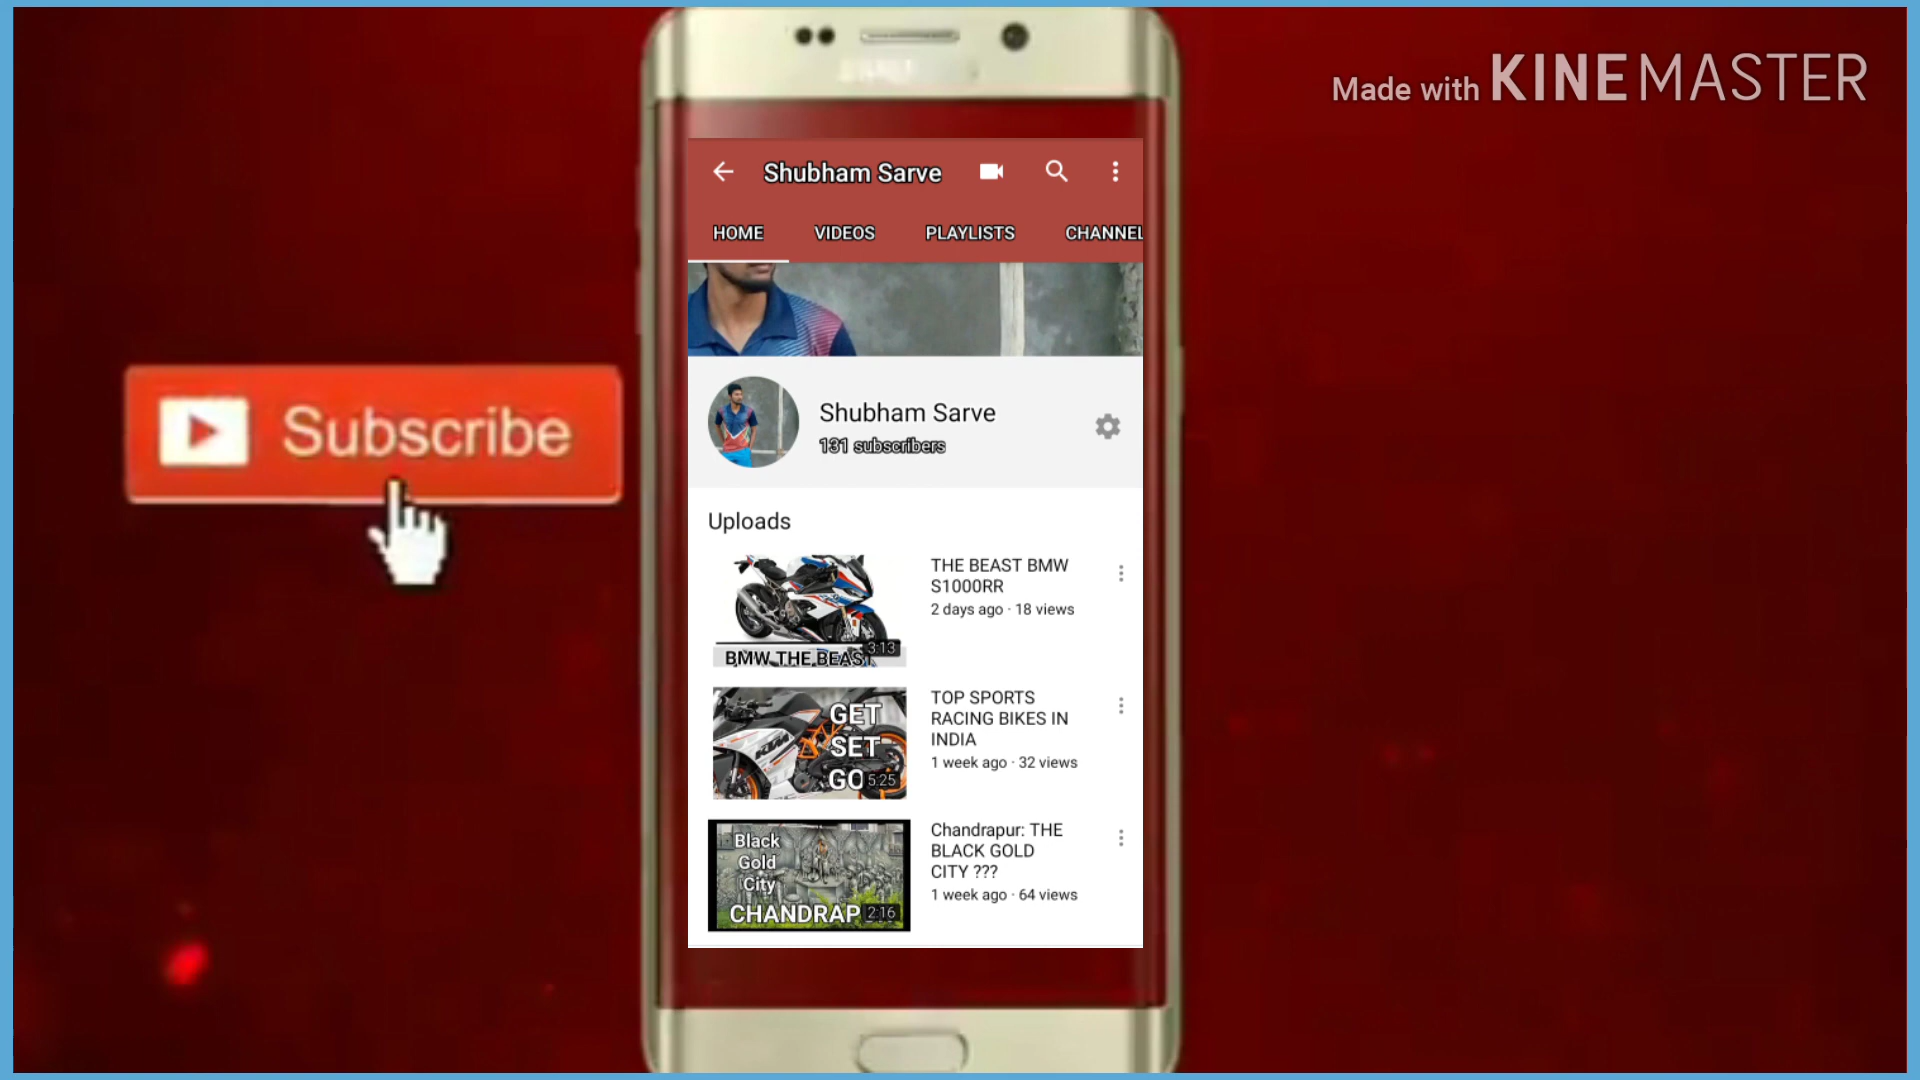 Made with KINEMASTER
Shubham Sarve
HOME VIDEOS PLAYLISTS CHANNEL
Subscribe
Shubham Sarve
131 subscribers
Uploads
THE BEAST BMW
S1000RR
2 days ago · 18 views
3:13
BMW THE BEAST
TOP SPORTS
RACING BIKES IN
INDIA
1 week ago · 32 views
GET
SET
GO
5:25
KTM
Chandrapur: THE
BLACK GOLD
CITY ???
1 week ago · 64 views
Black
Gold
City
CHANDRAP
2:16